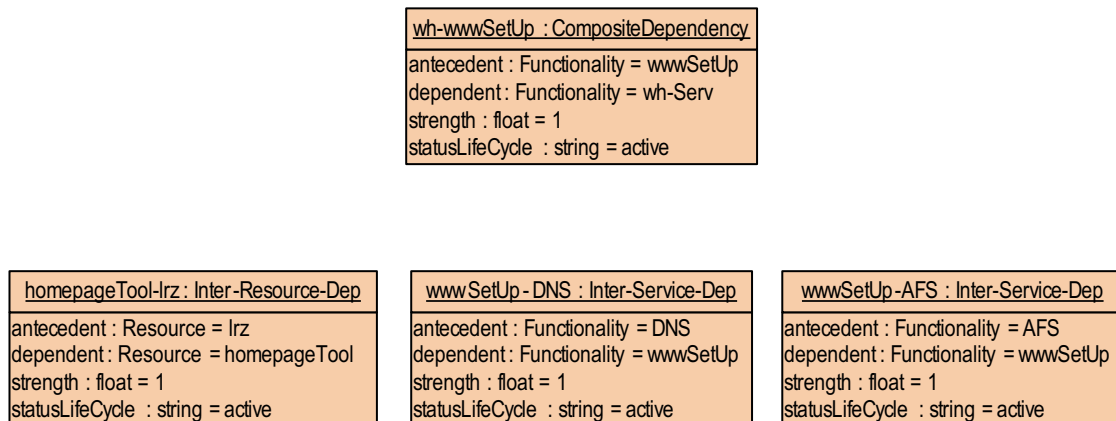 wh-wwwSetUp : CompositeDependency
antecedent : Functionality = wwwSetUp
dependent : Functionality = wh-Serv
strength : float = 1
statusLifeCycle : string = active
homepageTool-lrz : Inter-Resource-Dep
antecedent : Resource = lrz
dependent : Resource = homepageTool
strength : float = 1
statusLifeCycle : string = active
wwwSetUp - DNS : Inter-Service-Dep
antecedent : Functionality = DNS
dependent : Functionality = wwwSetUp
strength : float = 1
statusLifeCycle : string = active
wwwSetUp-AFS : Inter-Service-Dep
antecedent : Functionality = AFS
dependent : Functionality = wwwSetUp
strength : float = 1
statusLifeCycle : string = active